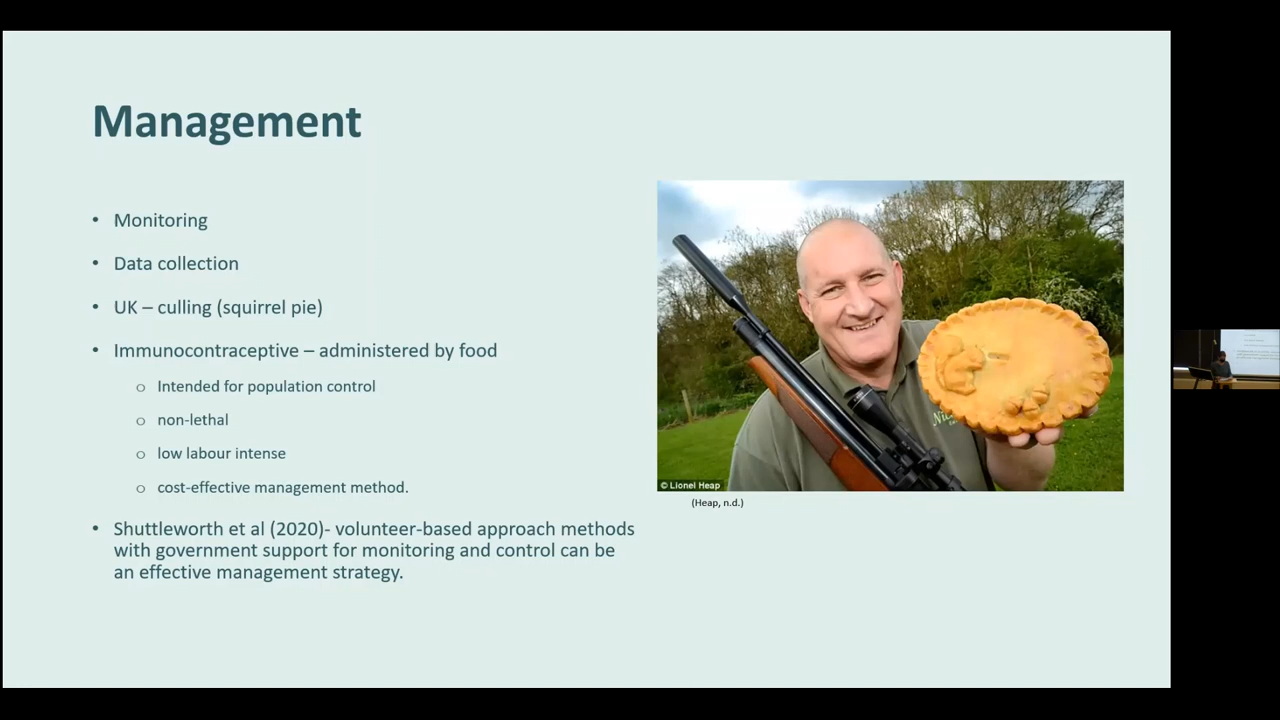 Management
• Monitoring
• Data collection
• UK – culling (squirrel pie)
• Immunocontraceptive – administered by food
o Intended for population control
o non-lethal
o low labour intense
o cost-effective management method.
• Shuttleworth et al (2020)- volunteer-based approach methods
with government support for monitoring and control can be
an effective management strategy.
© Lionel Heap
(Heap, n.d.)